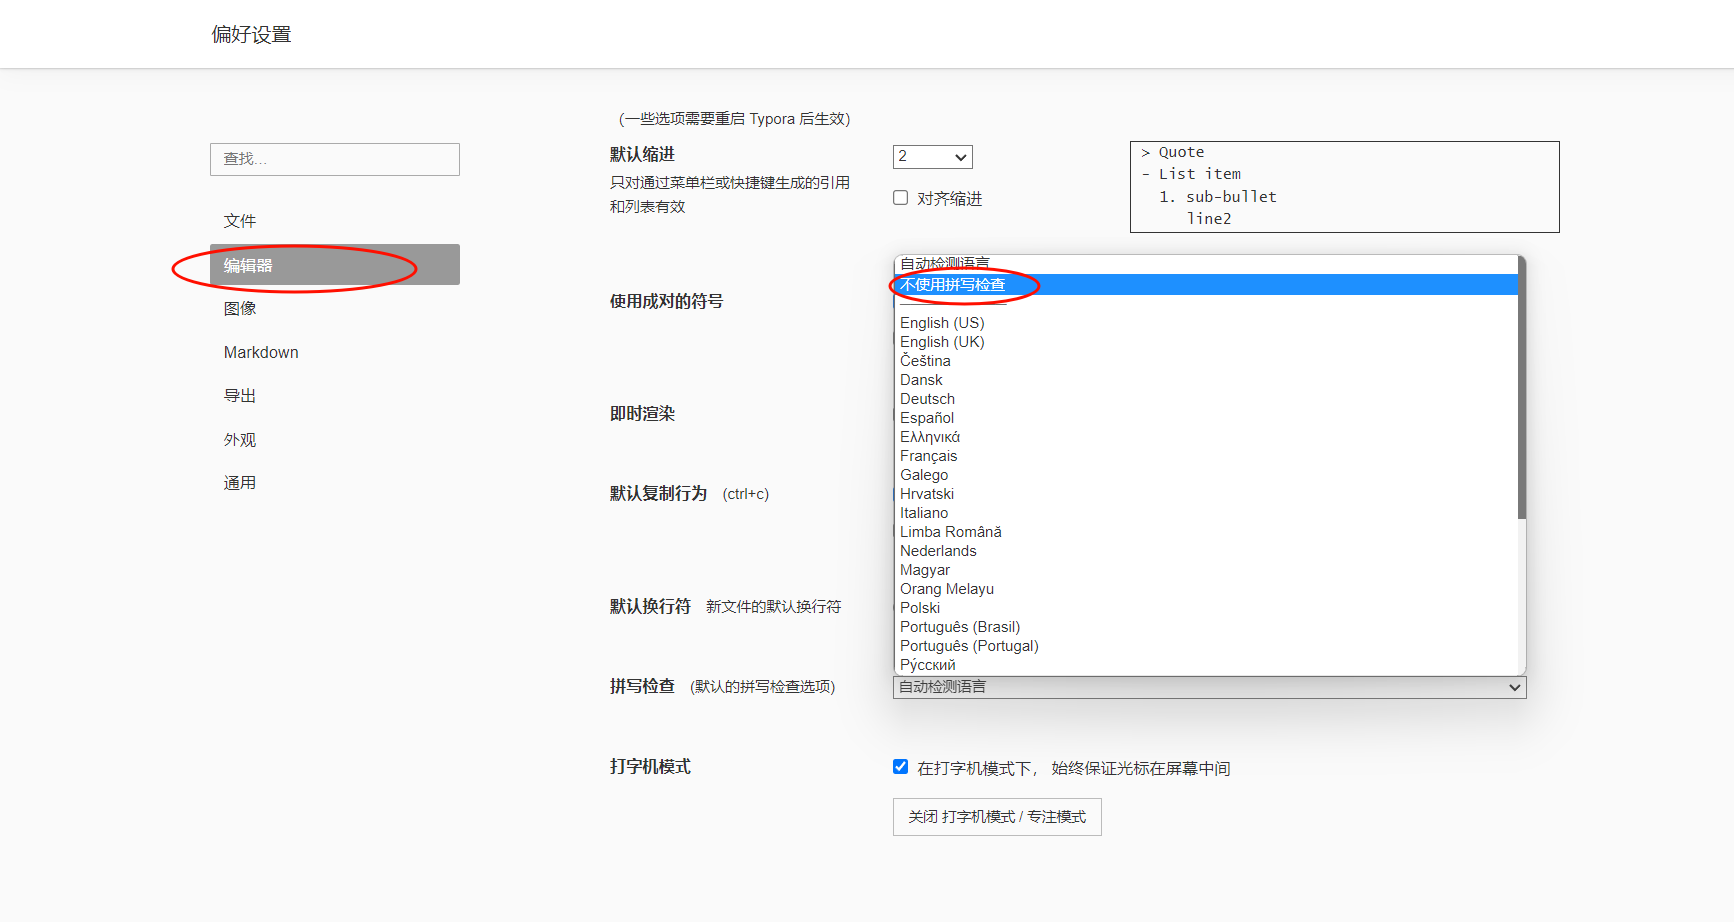 偏好设置
(一些选项需要重启 Typora 后生效)
查找...
文件
编辑器
图像
Markdown
导出
外观
通用
默认缩进
只对通过菜单栏或快捷键生成的引用
和列表有效
2
对齐缩进
> Quote
- List item
1. sub-bullet
line2
使用成对的符号
即时渲染
默认复制行为 (ctrl+c)
默认换行符 新文件的默认换行符
自动检测语言
不使用拼写检查
English (US)
English (UK)
Čeština
Dansk
Deutsch
Español
Ελληνικά
Français
Galego
Hrvatski
Italiano
Limba Română
Nederlands
Magyar
Orang Melayu
Polski
Português (Brasil)
Português (Portugal)
Ру́сский
拼写检查 (默认的拼写检查选项)
自动检测语言
打字机模式
在打字机模式下, 始终保证光标在屏幕中间
关闭 打字机模式 / 专注模式